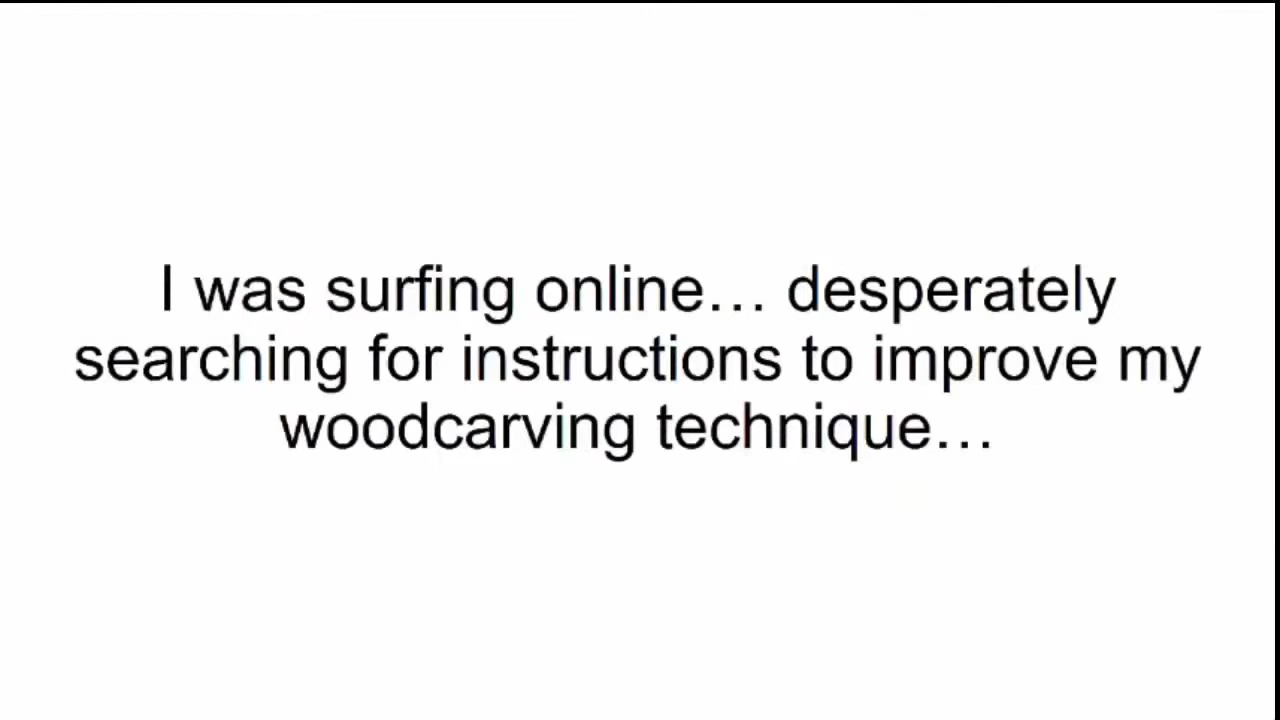 I was surfing online… desperately
searching for instructions to improve my
woodcarving technique…